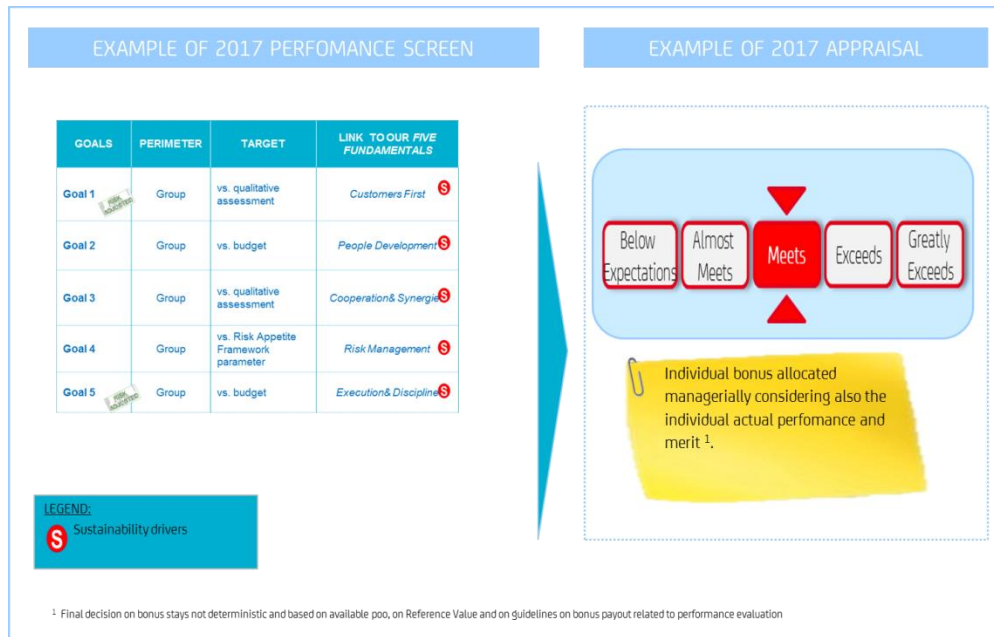 EXAMPLE OF 2017 PERFOMANCE SCREEN
EXAMPLE OF 2017 APPRAISAL
GOALS PERIMETER TARGET LINK TO OUR FIVE
FUNDAMENTALS
Goal 1 RISK
ADJUSTED Group vs. qualitative
assessment Customers First S
Goal 2 Group vs. budget People Development S
Goal 3 Group vs. qualitative
assessment Cooperation& Synergie S
Goal 4 Group vs. Risk Appetite
Framework
parameter Risk Management S
Goal 5 RISK
ADJUSTED Group vs. budget Execution& Discipline S
Below
Expectations
Almost
Meets
Meets
Exceeds
Greatly
Exceeds
Individual bonus allocated
managerially considering also the
individual actual perfomance and
merit 1.
LEGEND:
S Sustainability drivers
1 Final decision on bonus stays not deterministic and based on available poo, on Reference Value and on guidelines on bonus payout related to performance evaluation